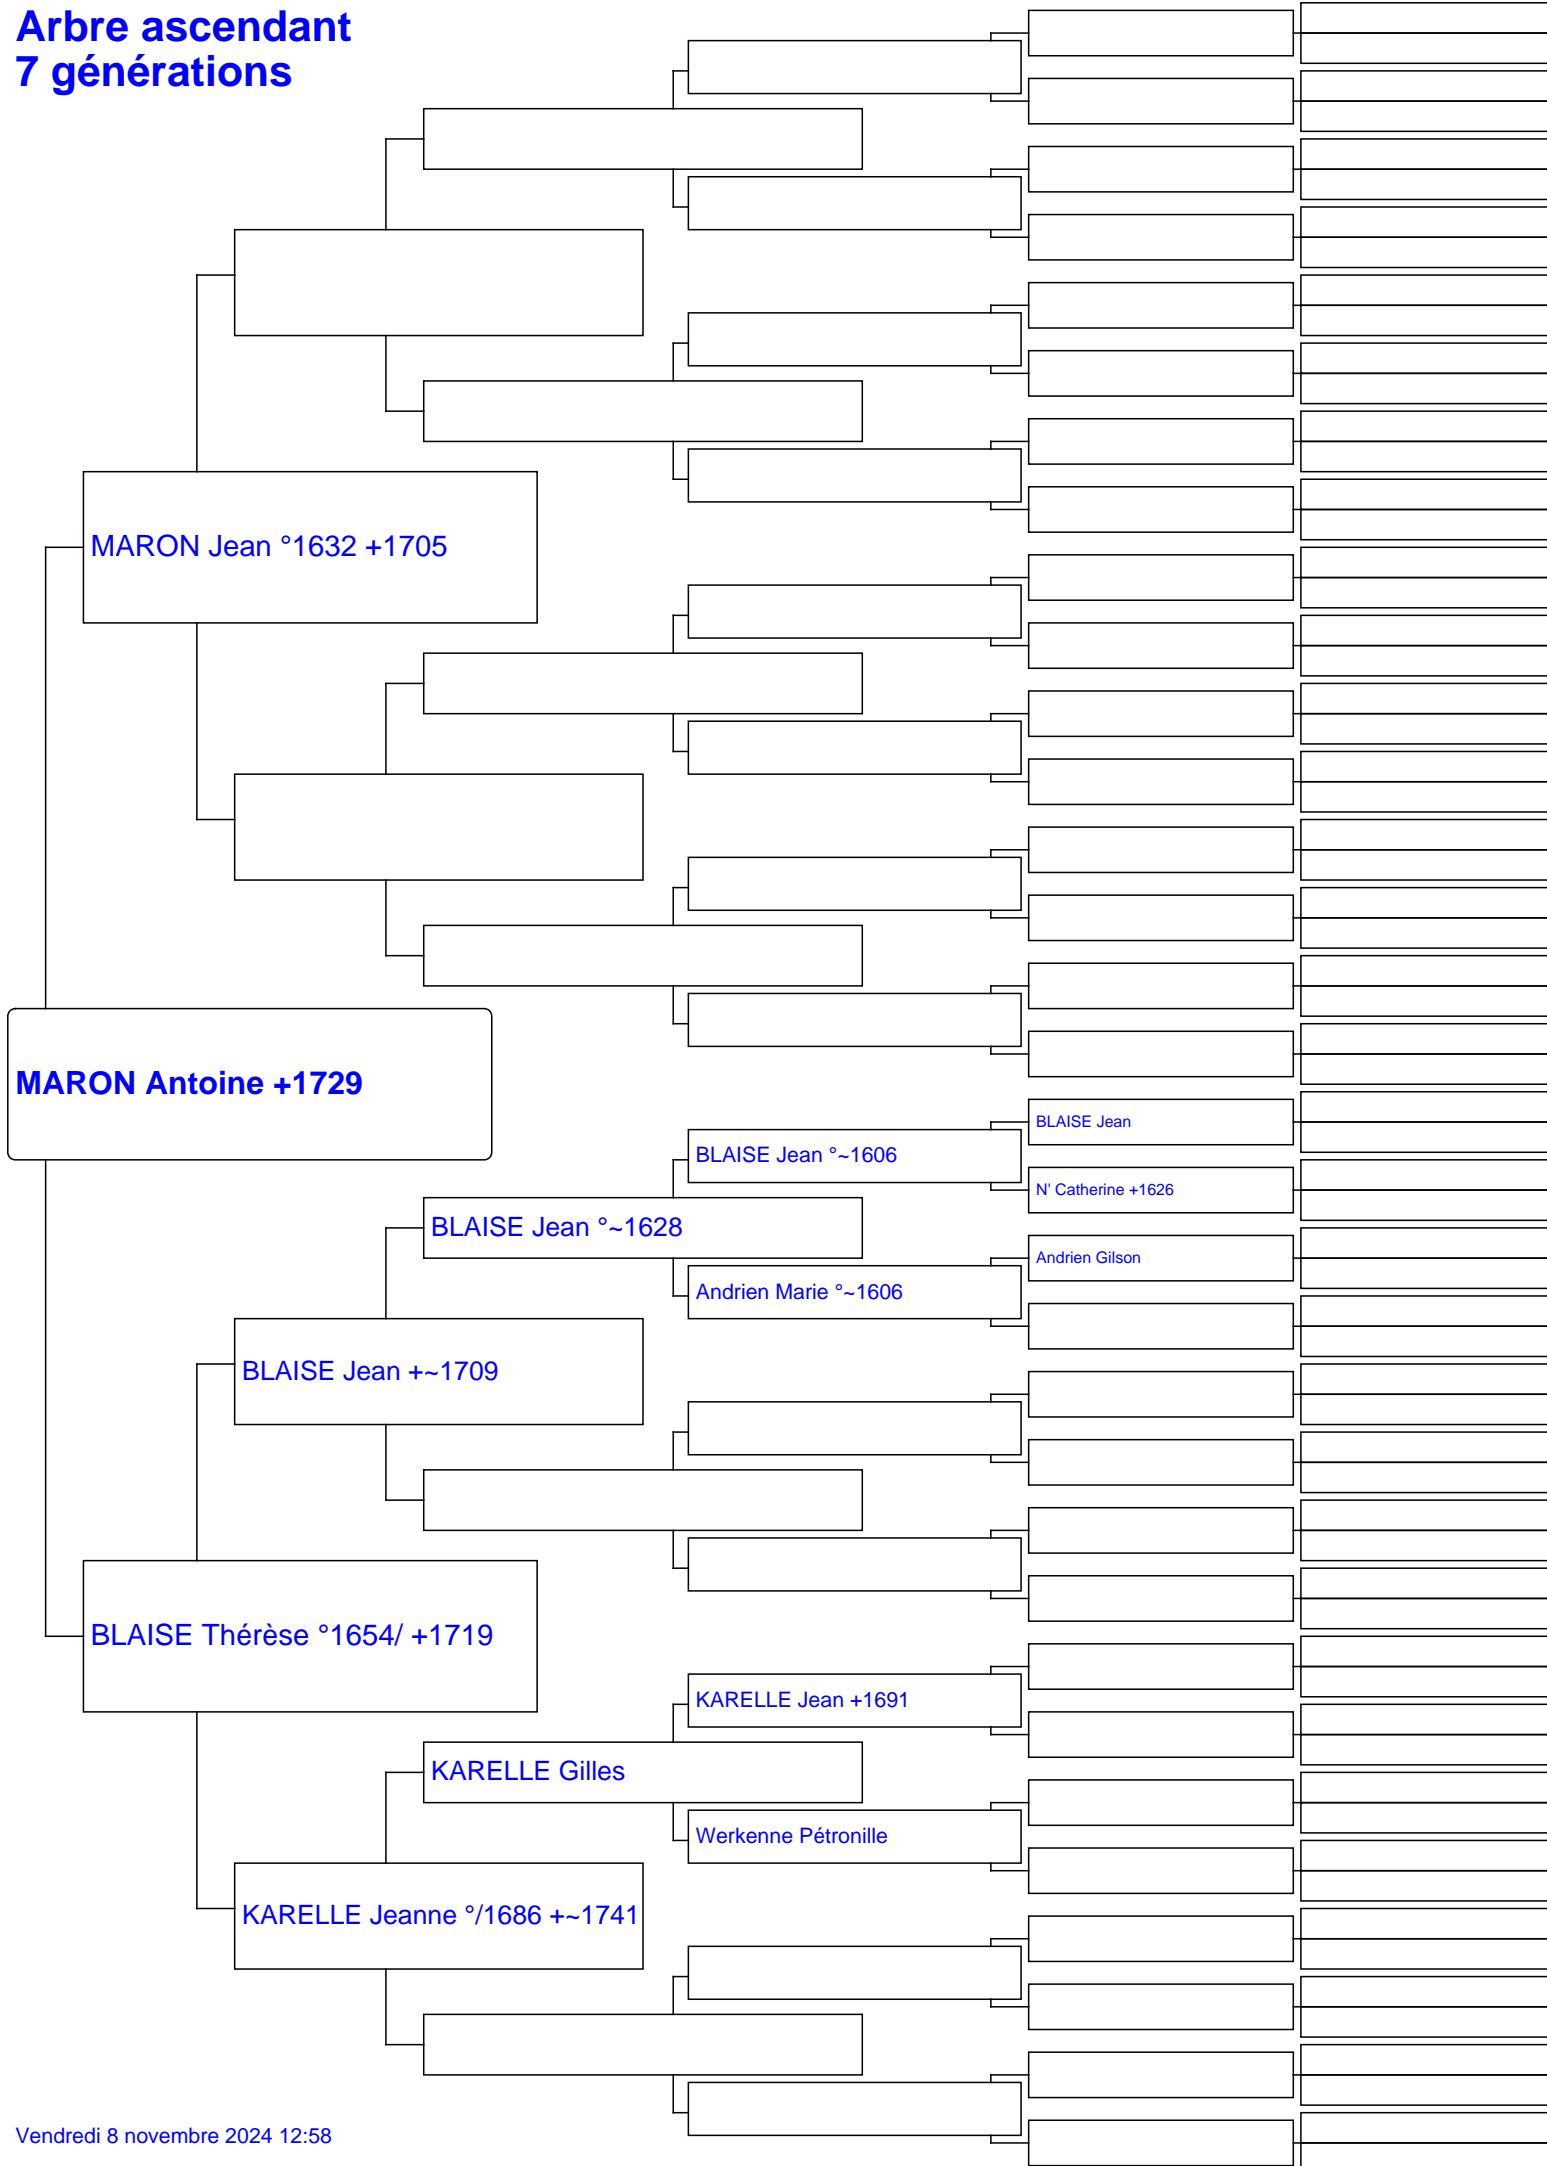 Arbre ascendant
7 générations
MARON Jean °1632 +1705
MARON Antoine +1729
BLAISE Jean
BLAISE Jean °~1606
N' Catherine +1626
BLAISE Jean °~1628
Andrien Gilson
Andrien Marie °~1606
BLAISE Jean +~1709
BLAISE Thérèse °1654/ +1719
KARELLE Jean +1691
KARELLE Gilles
Werkenne Pétronille
KARELLE Jeanne °/1686 +~1741
Vendredi 8 novembre 2024 12:58